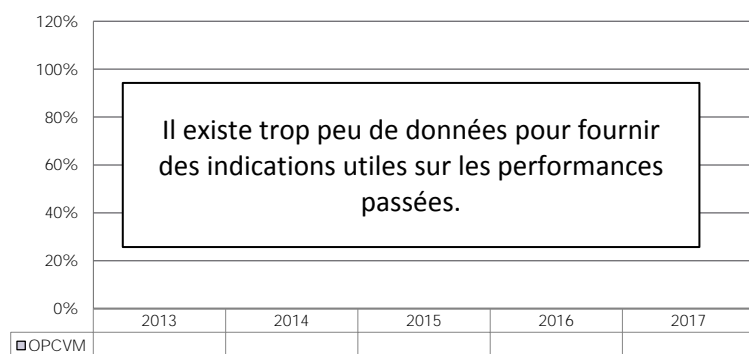 120%
100%
80%
60%
40%
20%
0%
Il existe trop peu de données pour fournir
des indications utiles sur les performances
passées.
2013 2014 2015 2016 2017
OPCVM